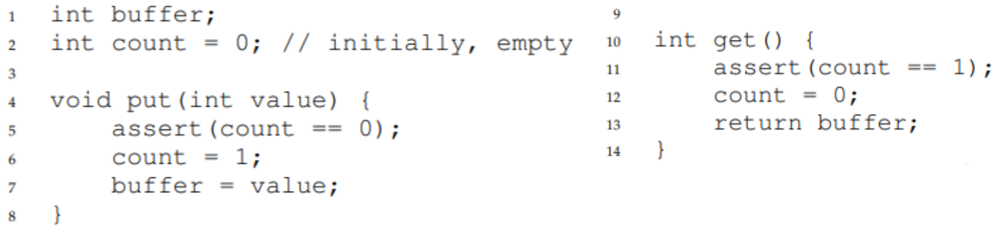 1 int buffer;
2 int count = 0; // initially, empty
3
4 void put(int value) {
5     assert(count == 0);
6     count = 1;
7     buffer = value;
8 }
9
10 int get() {
11     assert(count == 1);
12     count = 0;
13     return buffer;
14 }